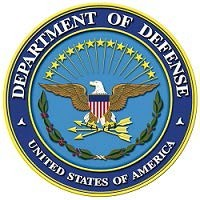 DEPARTMENT OF DEFENSE
UNITED STATES OF AMERICA